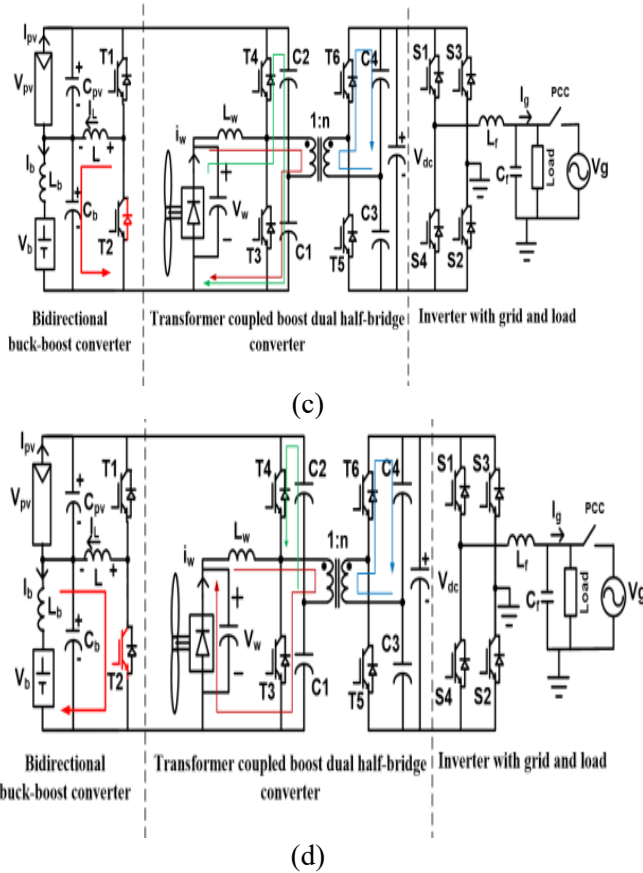 Ipv
Vpv
Cpv
T1
IL
L
Ib
Lb
Cb
Vb
T2
T4
C2
Lw
iw
Vw
T3
C1
1:n
T6
C4
C3
T5
Vdc
S1
S3
S4
S2
Lf
Ig
PCC
Cf
Load
Vg
Bidirectional
buck-boost converter
Transformer coupled boost dual half-bridge
converter
Inverter with grid and load
(c)
Ipv
Vpv
Cpv
T1
IL
L
Ib
Lb
Cb
Vb
T2
T4
C2
Lw
iw
Vw
T3
C1
1:n
T6
C4
C3
T5
Vdc
S1
S3
S4
S2
Lf
Ig
PCC
Cf
Load
Vg
Bidirectional
buck-boost converter
Transformer coupled boost dual half-bridge
converter
Inverter with grid and load
(d)